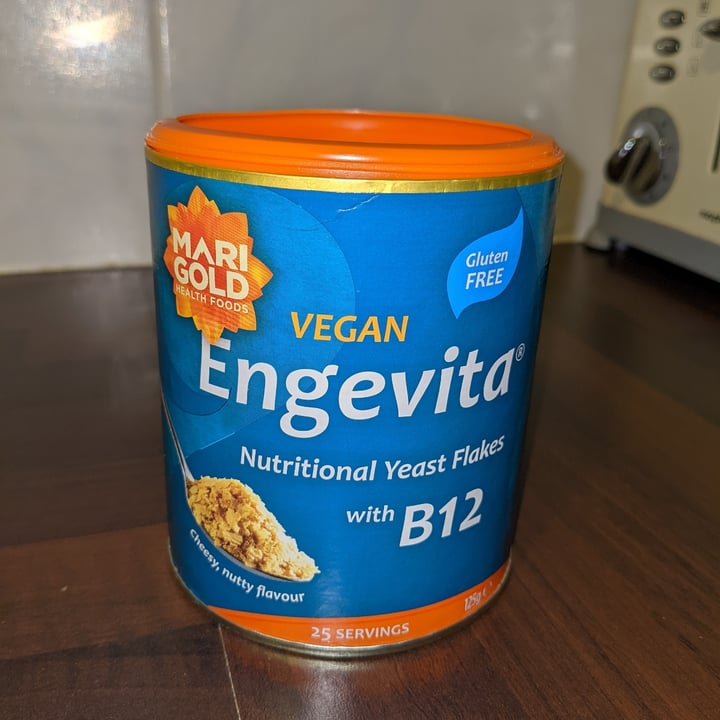 MARI
GOLD
HEALTH FOODS
Gluten
FREE
VEGAN
Engevita®
Nutritional Yeast Flakes
with B12
cheesy, nutty flavour
125g e
25 SERVINGS